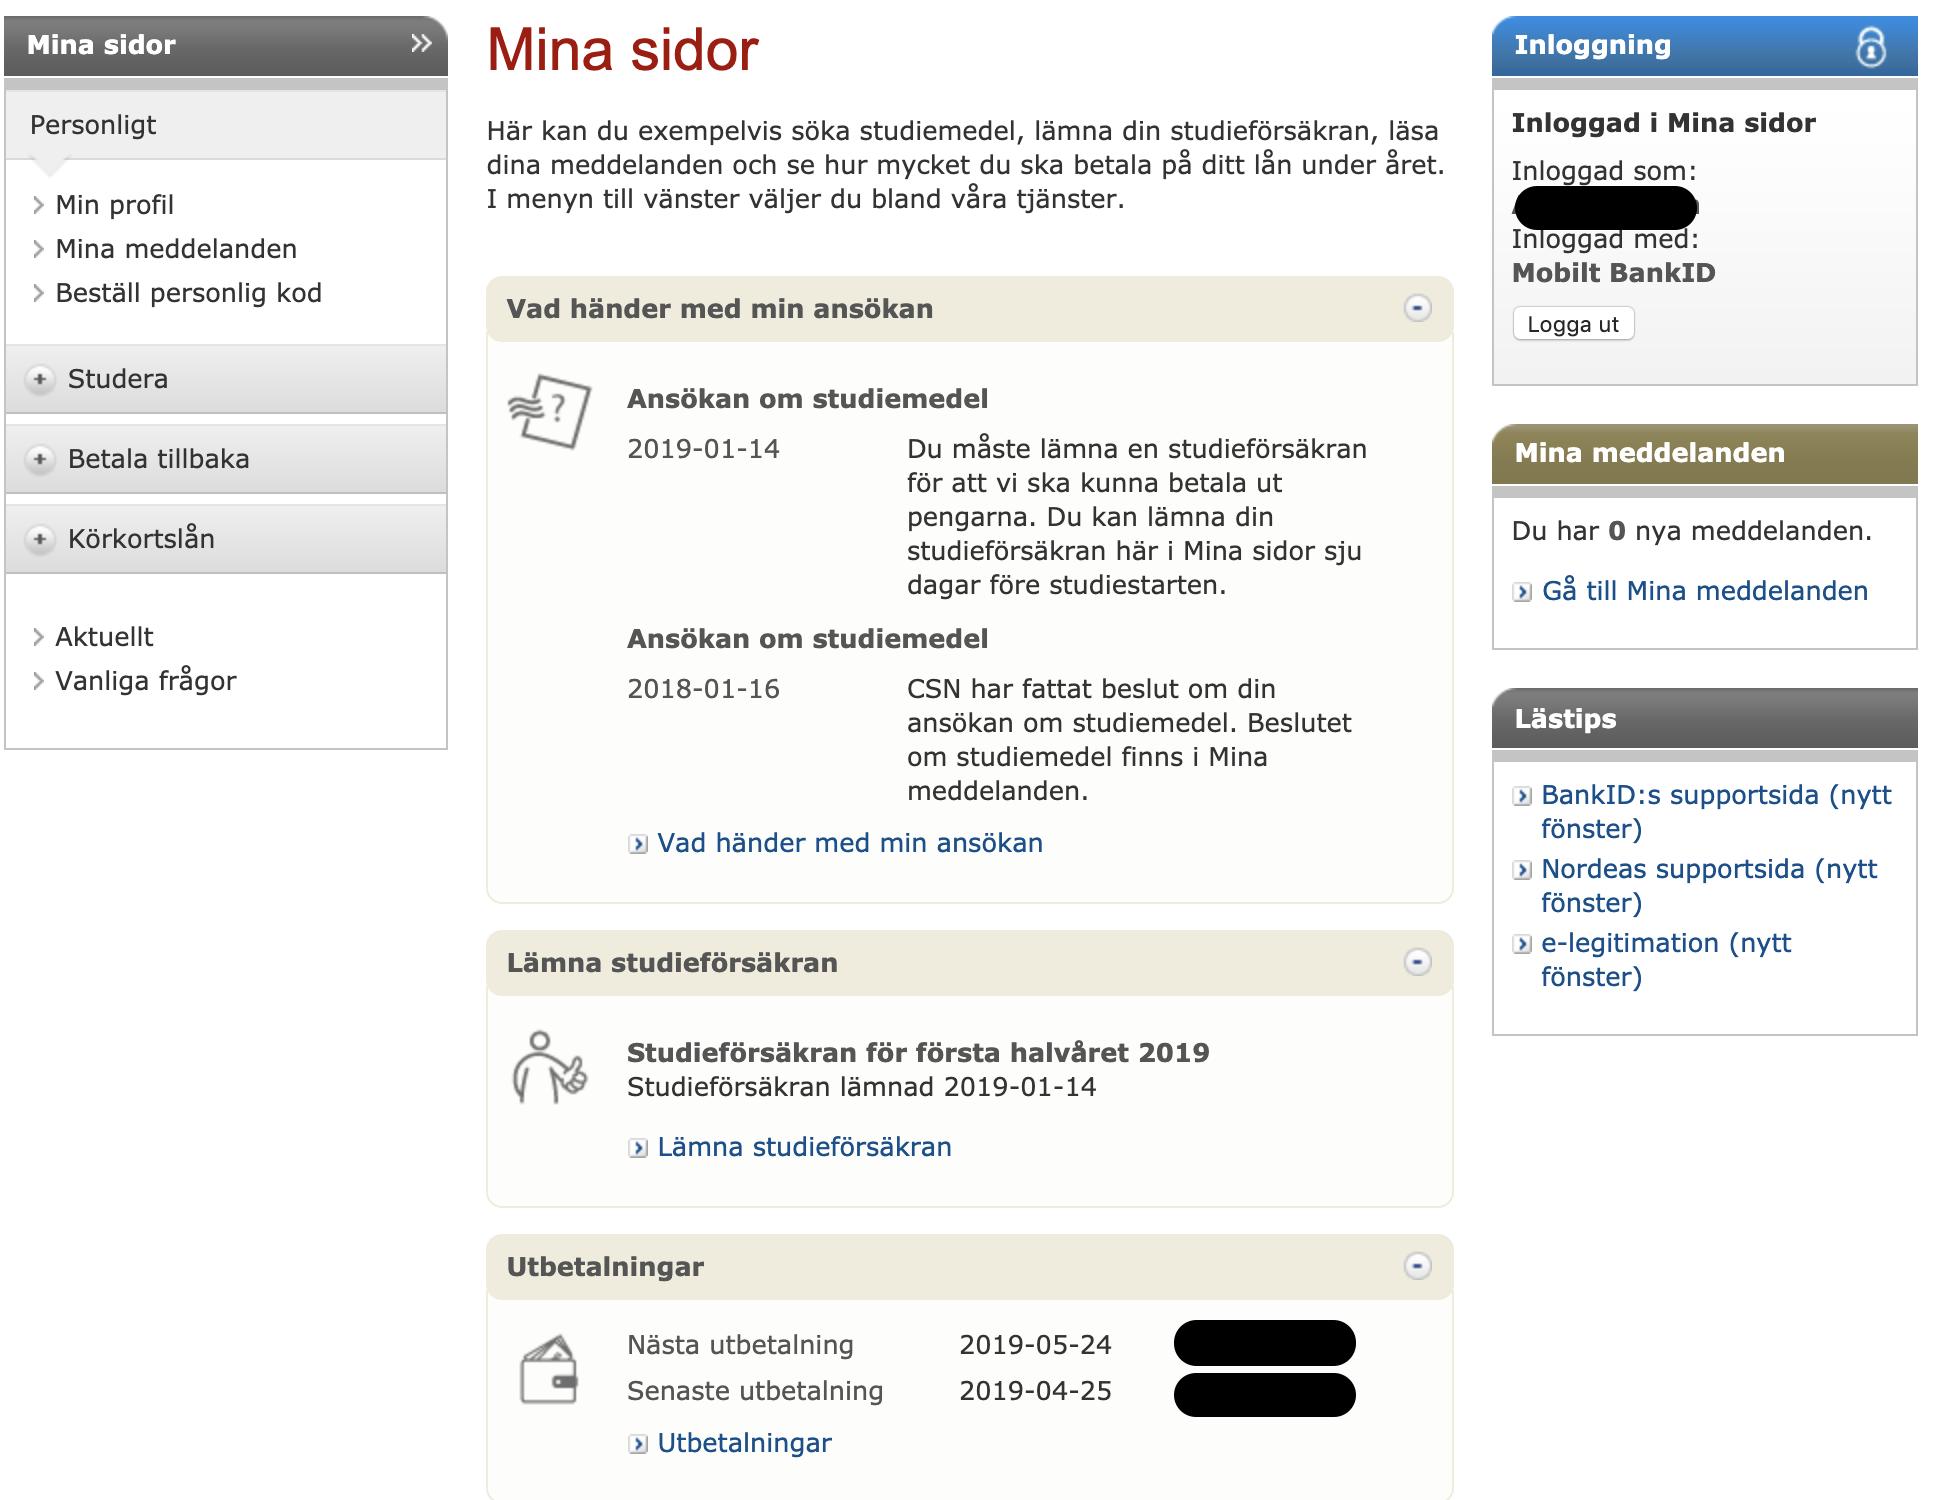 Mina sidor
Personligt
Min profil
Mina meddelanden
Beställ personlig kod
Studera
Betala tillbaka
Körkortslån
Aktuellt
Vanliga frågor
Mina sidor
Här kan du exempelvis söka studiemedel, lämna din studieförsäkran, läsa
dina meddelanden och se hur mycket du ska betala på ditt lån under året.
I menyn till vänster väljer du bland våra tjänster.
Vad händer med min ansökan
Ansökan om studiemedel
2019-01-14 Du måste lämna en studieförsäkran
för att vi ska kunna betala ut
pengarna. Du kan lämna din
studieförsäkran här i Mina sidor sju
dagar före studiestarten.
Ansökan om studiemedel
2018-01-16 CSN har fattat beslut om din
ansökan om studiemedel. Beslutet
om studiemedel finns i Mina
meddelanden.
Vad händer med min ansökan
Lämna studieförsäkran
Studieförsäkran för första halvåret 2019
Studieförsäkran lämnad 2019-01-14
Lämna studieförsäkran
Utbetalningar
Nästa utbetalning 2019-05-24
Senaste utbetalning 2019-04-25
Utbetalningar
Inloggning
Inloggad i Mina sidor
Inloggad som:
Inloggad med:
Mobilt BankID
Logga ut
Mina meddelanden
Du har 0 nya meddelanden.
Gå till Mina meddelanden
Lästips
BankID:s supportsida (nytt
fönster)
Nordeas supportsida (nytt
fönster)
e-legitimation (nytt
fönster)